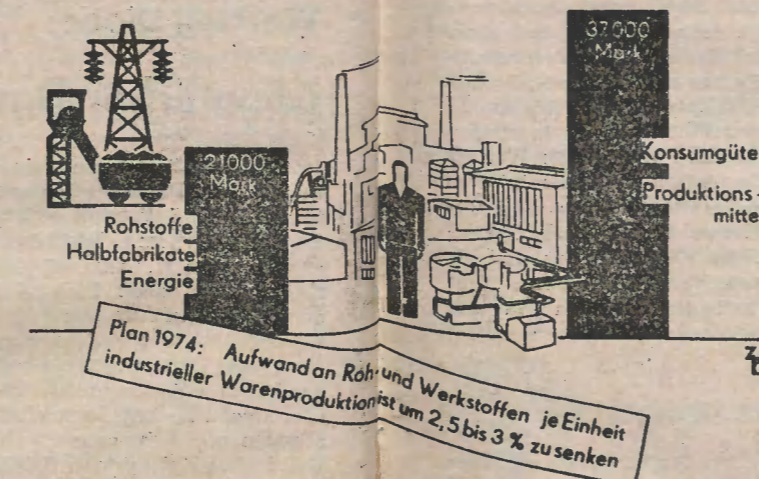 21000
Mark
Rohstoffe
Halbfabrikate
Energie
37000
Mark
Konsumgüte
Produktions-
mitte
Plan 1974: Aufwand an Roh- und Werkstoffen je Einheit
industrieller Warenproduktion ist um 2,5 bis 3 % zu senken